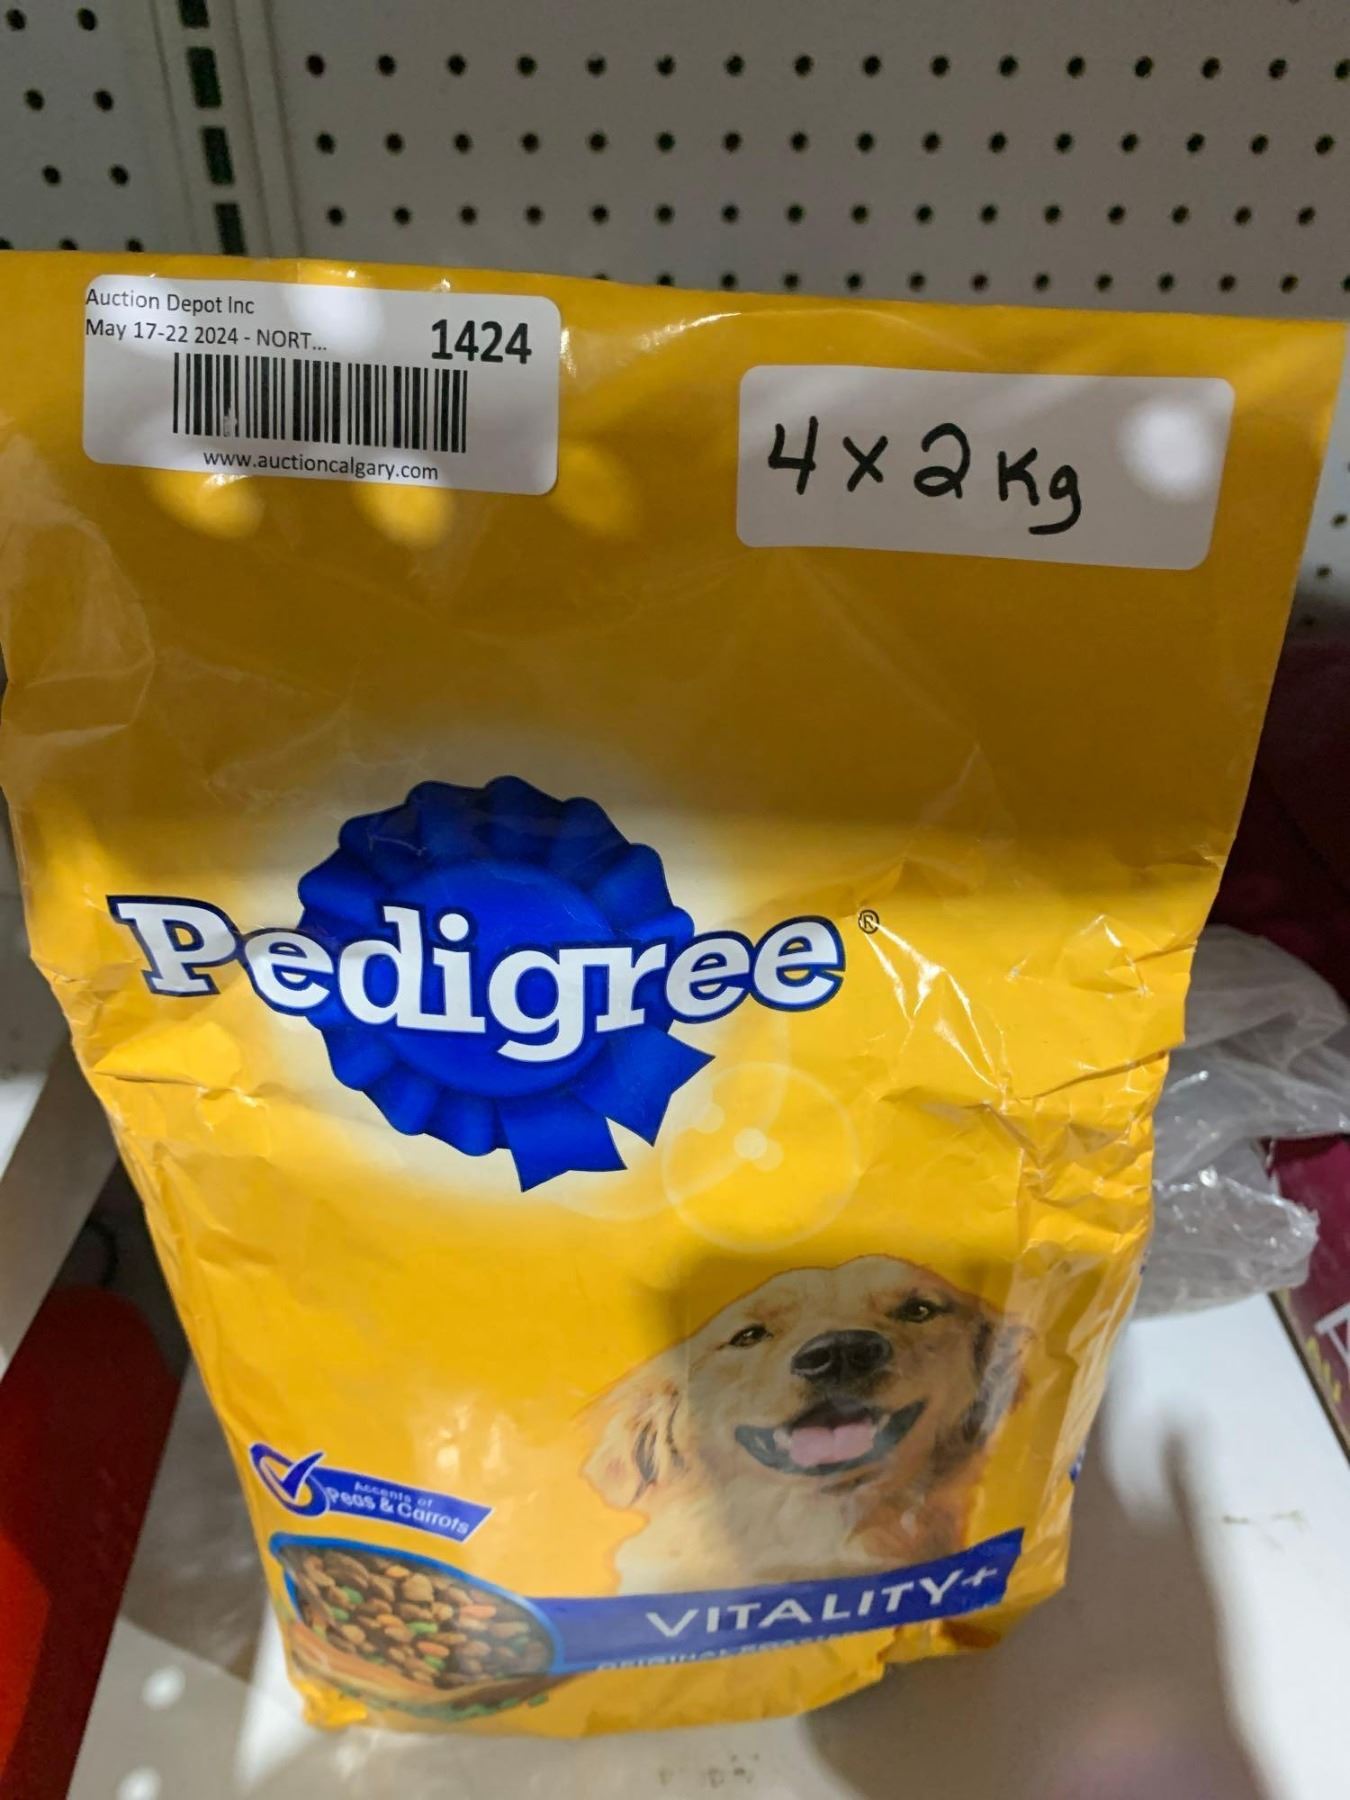 Auction Depot Inc
May 17-22 2024 - NORT... 1424
www.auctioncalgary.com
4 x 2 Kg
Pedigree®
Accents of
Peas & Carrots
VITALITY+
ORIGINAL